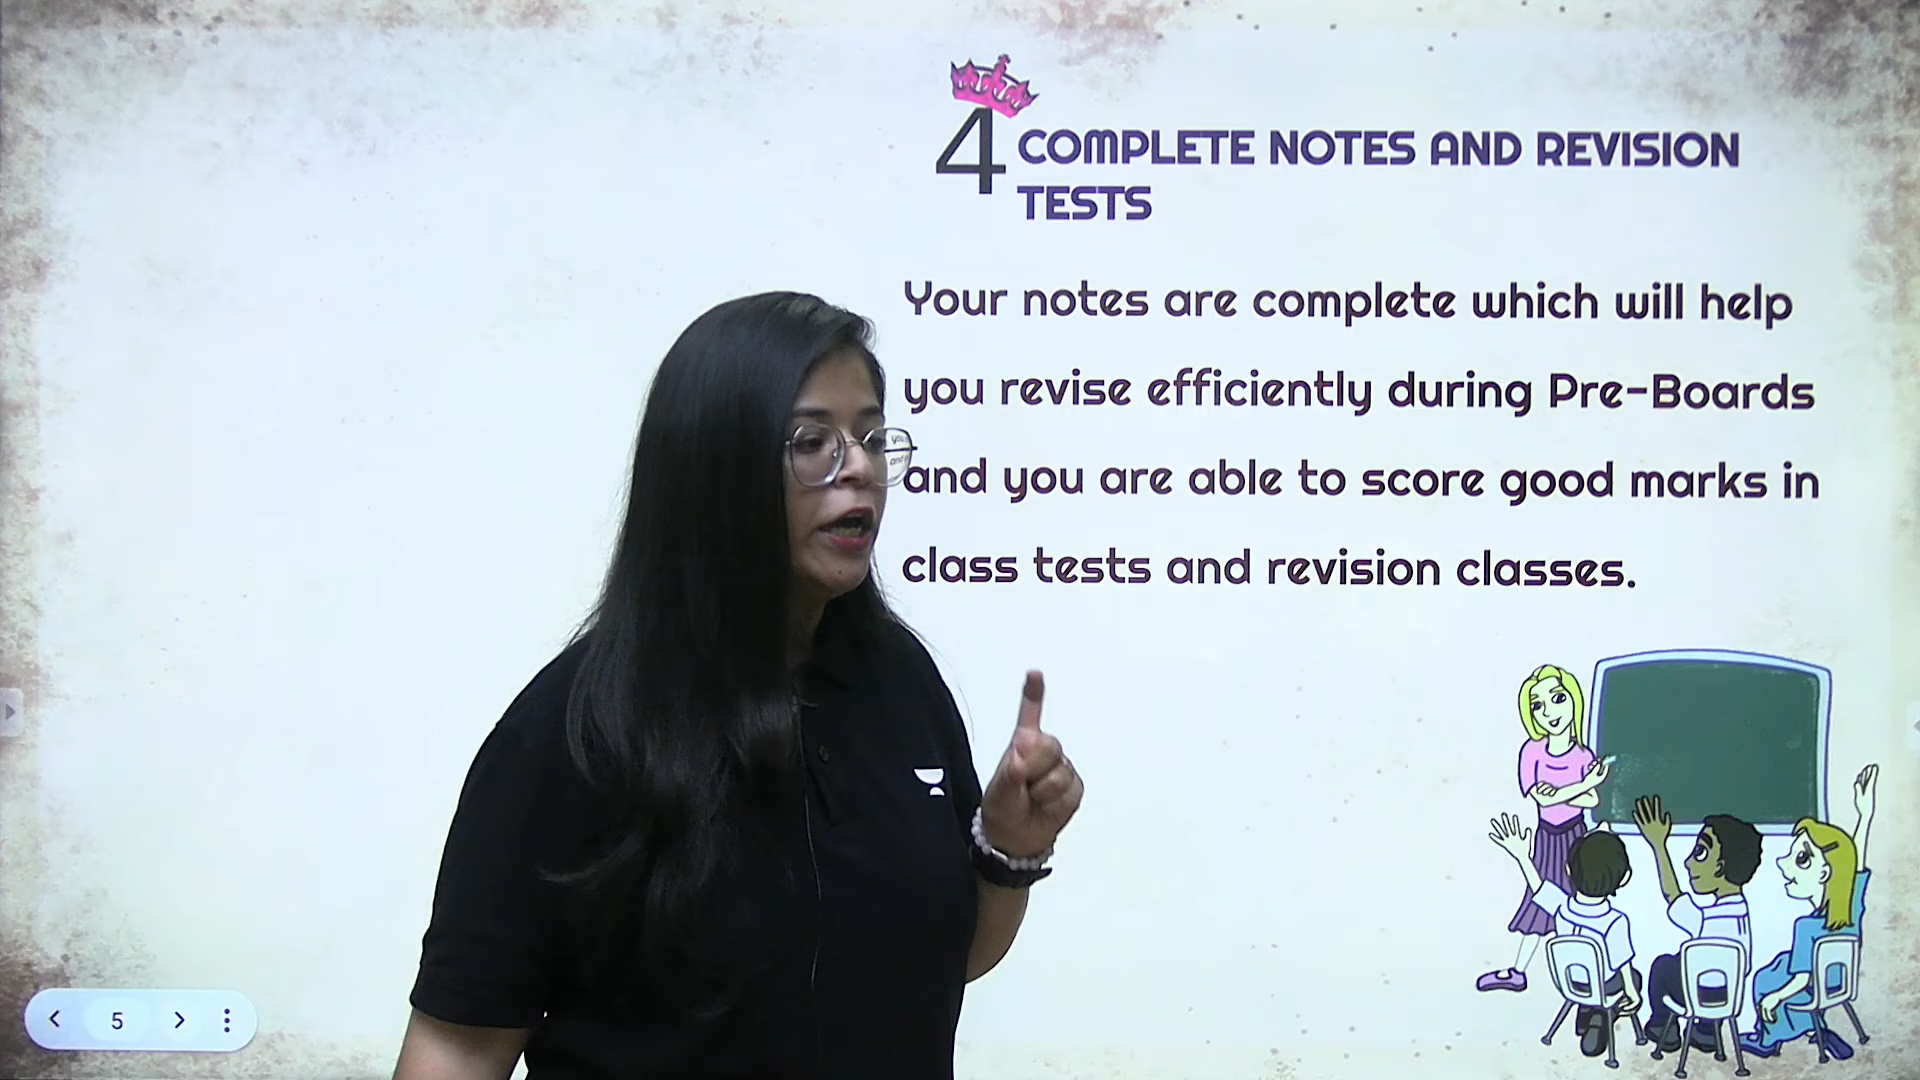 4 COMPLETE NOTES AND REVISION
TESTS
Your notes are complete which will help
you revise efficiently during Pre-Boards
and you are able to score good marks in
class tests and revision classes.
5